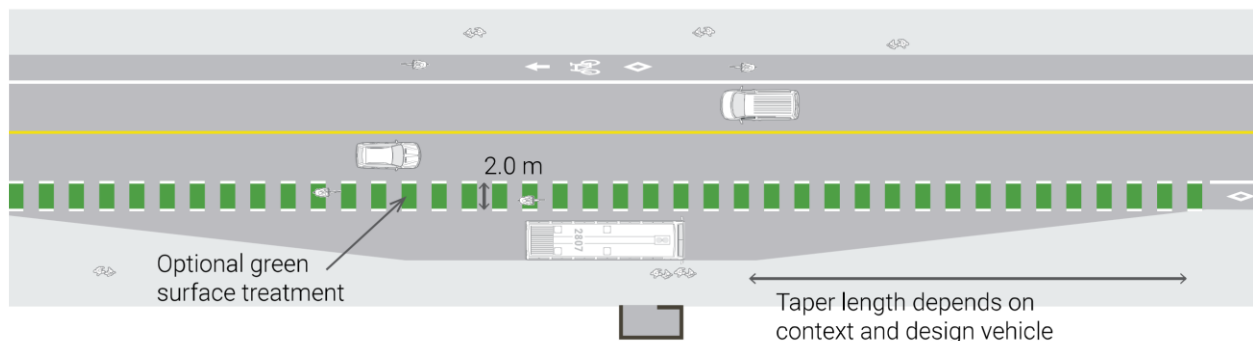 2.0 m
2807
Optional green
surface treatment
Taper length depends on
context and design vehicle